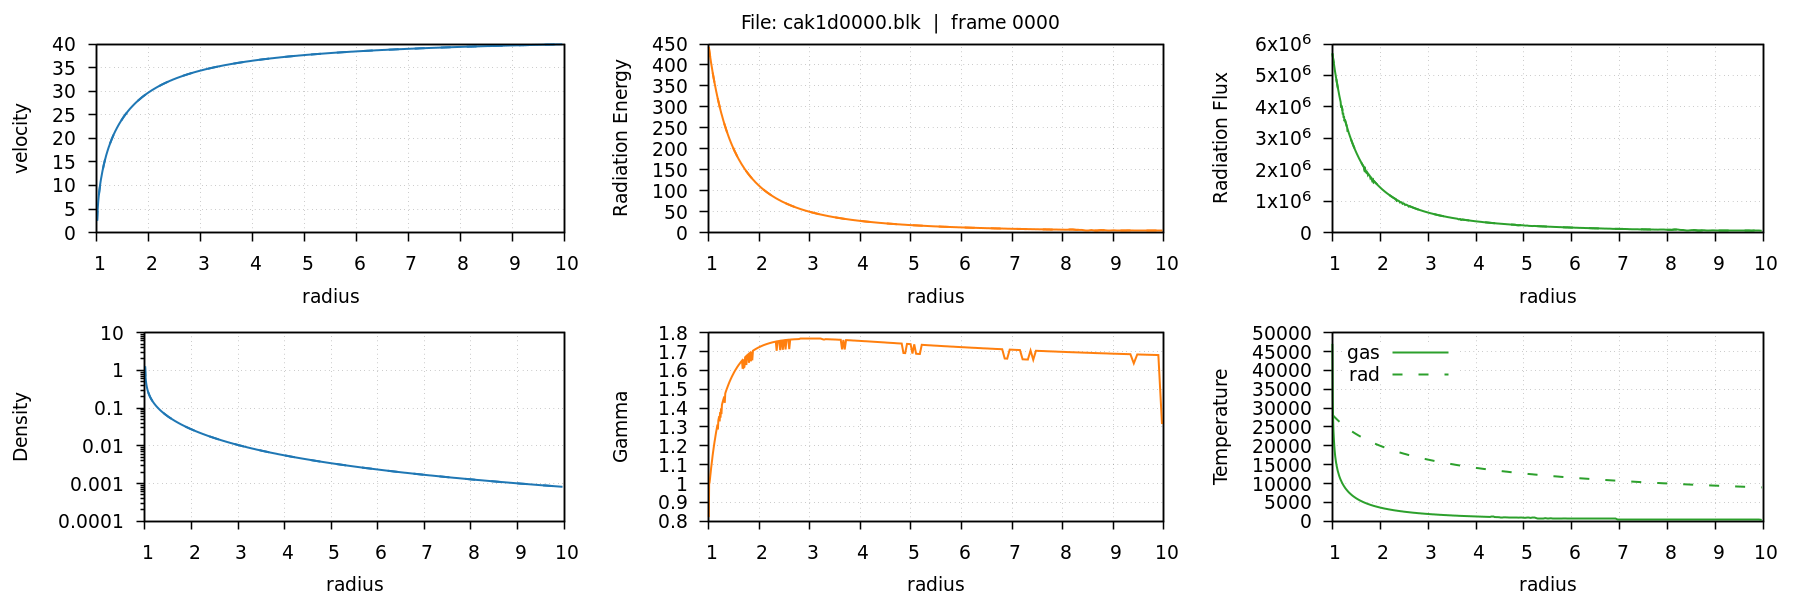 File: cak1d0000.blk | frame 0000
velocity
40
35
30
25
20
15
10
5
0
1 2 3 4 5 6 7 8 9 10
radius
Radiation Energy
450
400
350
300
250
200
150
100
50
0
1 2 3 4 5 6 7 8 9 10
radius
Radiation Flux
6x10⁶
5x10⁶
4x10⁶
3x10⁶
2x10⁶
1x10⁶
0
1 2 3 4 5 6 7 8 9 10
radius
Density
10
1
0.1
0.01
0.001
0.0001
1 2 3 4 5 6 7 8 9 10
radius
Gamma
1.8
1.7
1.6
1.5
1.4
1.3
1.2
1.1
1
0.9
0.8
1 2 3 4 5 6 7 8 9 10
radius
Temperature
50000
45000
40000
35000
30000
25000
20000
15000
10000
5000
0
gas
rad
1 2 3 4 5 6 7 8 9 10
radius